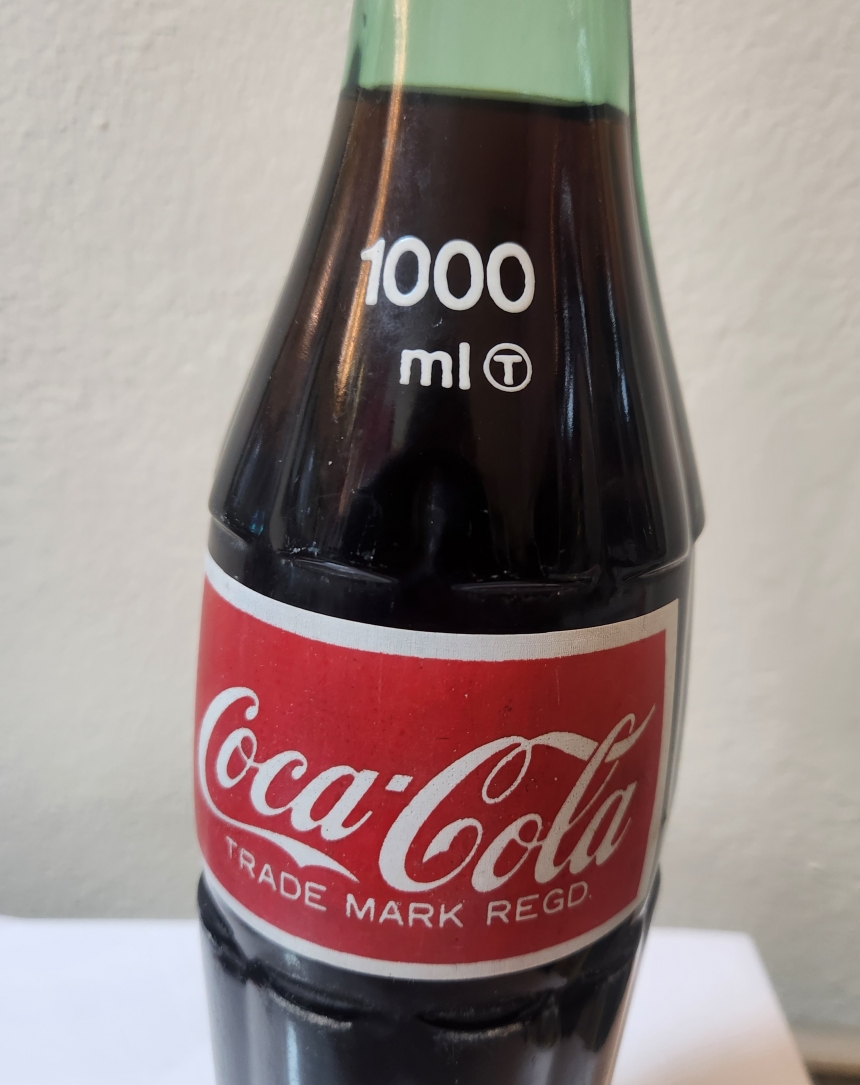 1000
ml Ⓣ
Coca-Cola
TRADE MARK REGD.